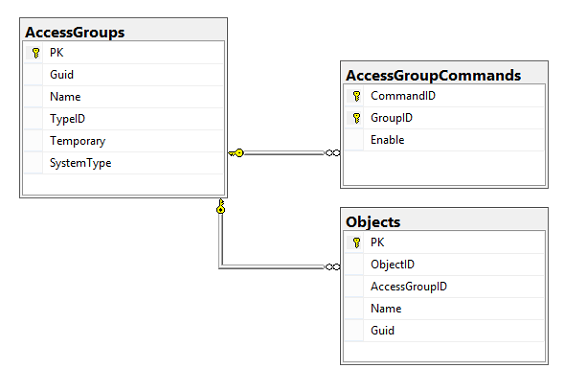 AccessGroups
PK
Guid
Name
TypeID
Temporary
SystemType
AccessGroupCommands
CommandID
GroupID
Enable
Objects
PK
ObjectID
AccessGroupID
Name
Guid